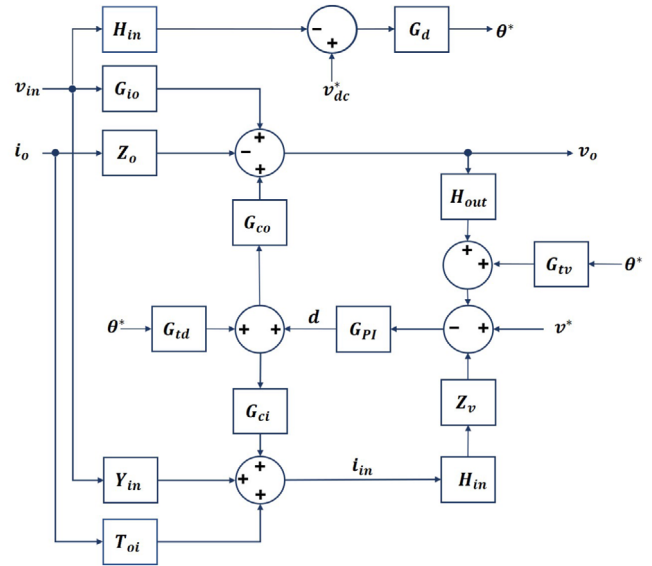 H_in − + G_d θ*
v_in G_io v*_dc
+
i_o Z_o − + v_o
H_out
G_co
+ + G_tv θ*
θ* G_td + + d G_PI − + v*
G_ci Z_v
Y_in + + + i_in H_in
T_oi